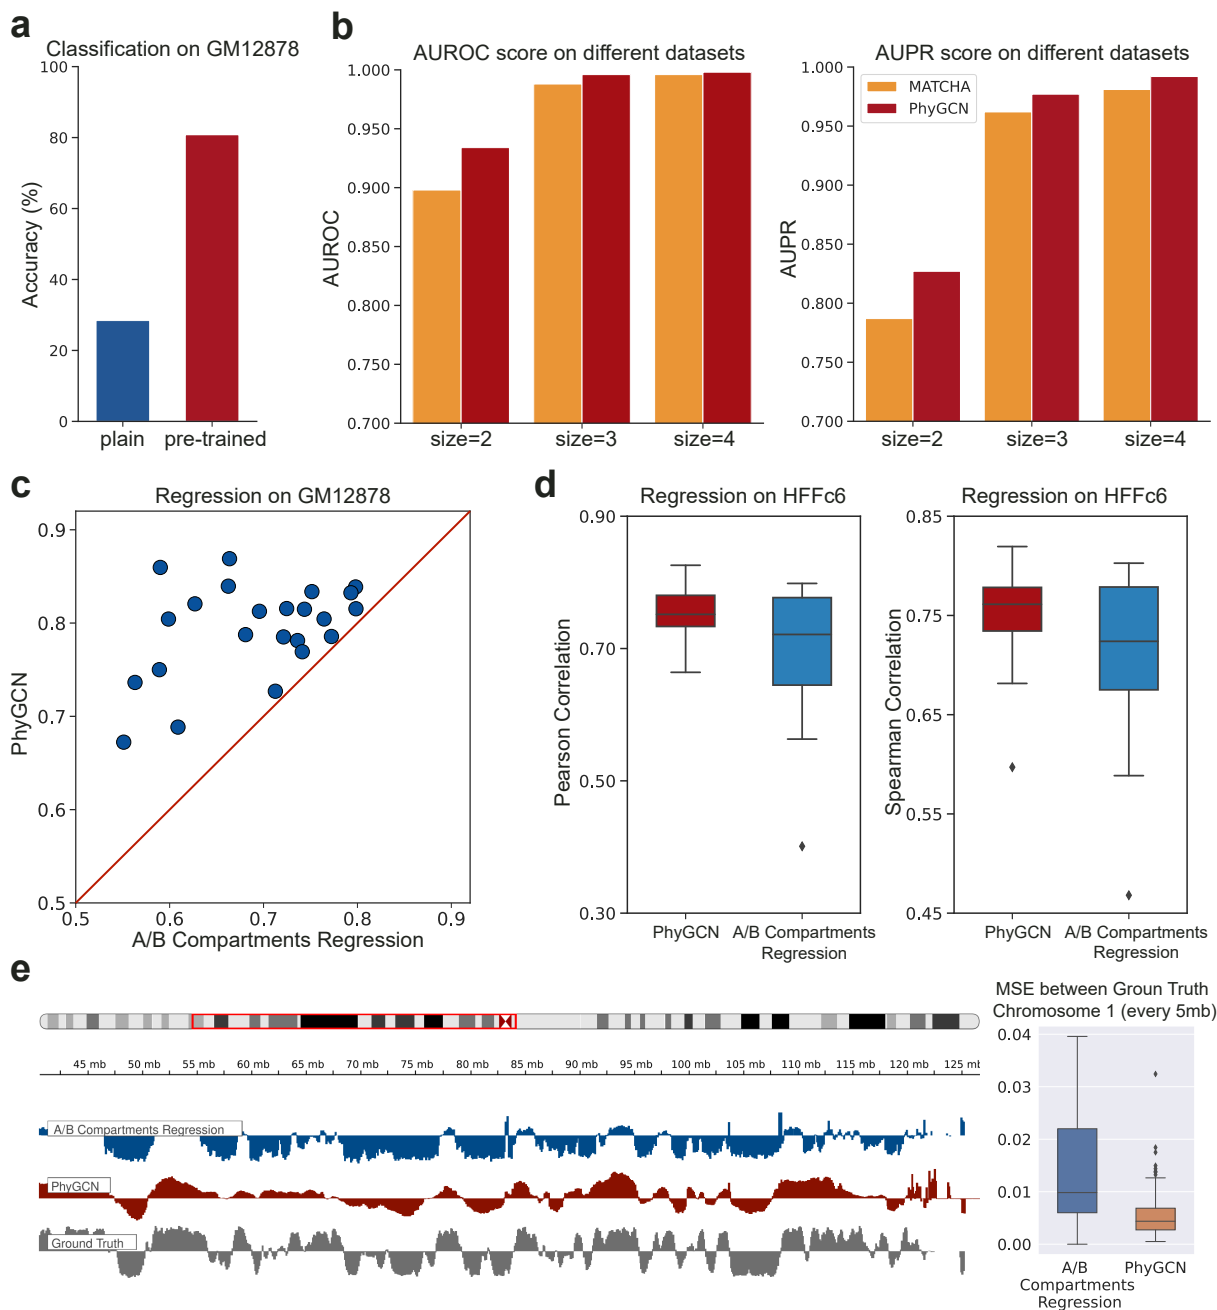 a
Classification on GM12878
100
80
60
40
20
0
Accuracy (%)
plain
pre-trained
b
AUROC score on different datasets
1.000
0.950
0.900
0.850
0.800
0.750
0.700
AUROC
size=2
size=3
size=4
AUPR score on different datasets
MATCHA
PhyGCN
1.000
0.950
0.900
0.850
0.800
0.750
0.700
AUPR
size=2
size=3
size=4
c
Regression on GM12878
0.9
0.8
0.7
0.6
0.5
PhyGCN
0.5
0.6
0.7
0.8
0.9
A/B Compartments Regression
d
Regression on HFFc6
0.90
0.70
0.50
0.30
Pearson Correlation
PhyGCN
A/B Compartments
Regression
Regression on HFFc6
0.85
0.75
0.65
0.55
0.45
Spearman Correlation
PhyGCN
A/B Compartments
Regression
e
45 mb
50 mb
55 mb
60 mb
65 mb
70 mb
75 mb
80 mb
85 mb
90 mb
95 mb
100 mb
105 mb
110 mb
115 mb
120 mb
125 m
A/B Compartments Regression
PhyGCN
Ground Truth
MSE between Groun Truth
Chromosome 1 (every 5mb)
0.04
0.03
0.02
0.01
0.00
A/B
Compartments
Regression
PhyGCN